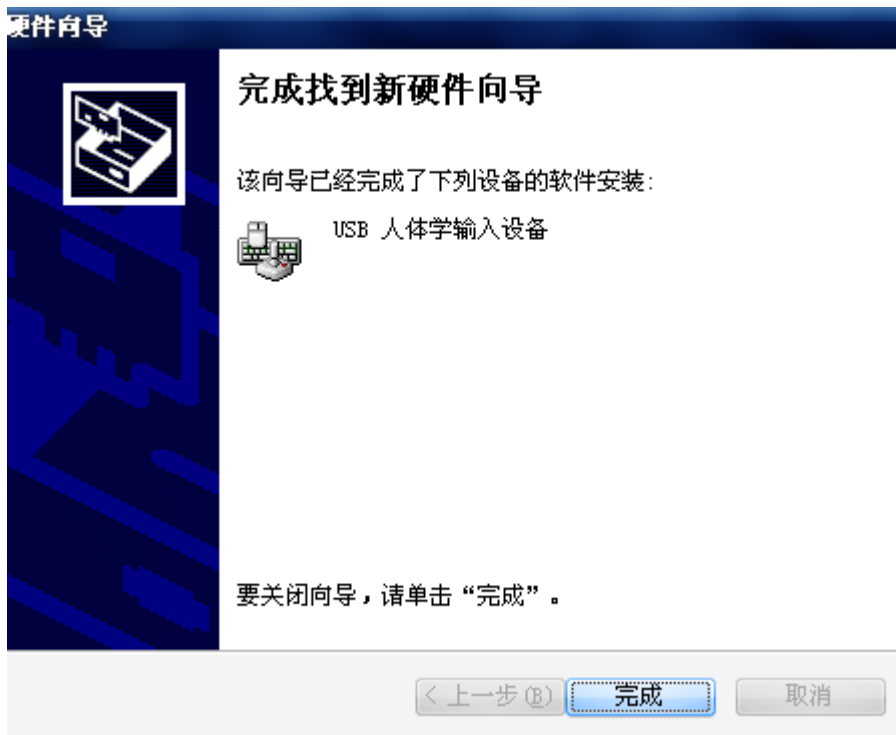 硬件向导
完成找到新硬件向导
该向导已经完成了下列设备的软件安装:
USB 人体学输入设备
要关闭向导，请单击“完成”。
< 上一步(B)
完成
取消